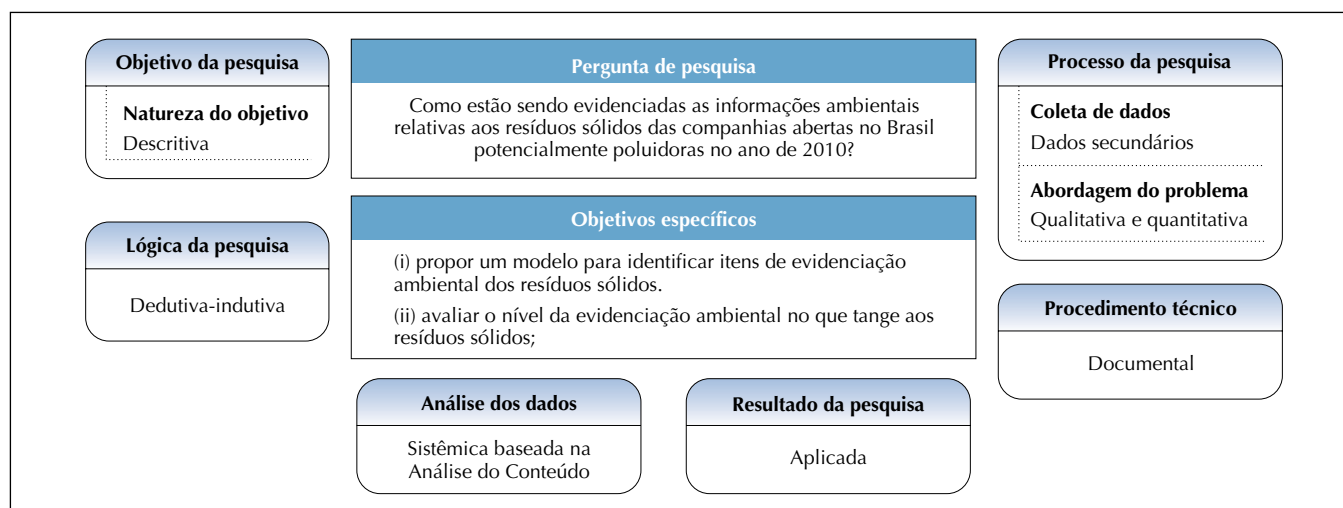 Objetivo da pesquisa
Natureza do objetivo
Descritiva
Lógica da pesquisa
Dedutiva-indutiva
Pergunta de pesquisa
Como estão sendo evidenciadas as informações ambientais
relativas aos resíduos sólidos das companhias abertas no Brasil
potencialmente poluidoras no ano de 2010?
Objetivos específicos
(i) propor um modelo para identificar itens de evidenciação
ambiental dos resíduos sólidos.
(ii) avaliar o nível da evidenciação ambiental no que tange aos
resíduos sólidos;
Processo da pesquisa
Coleta de dados
Dados secundários
Abordagem do problema
Qualitativa e quantitativa
Procedimento técnico
Documental
Análise dos dados
Sistêmica baseada na
Análise do Conteúdo
Resultado da pesquisa
Aplicada